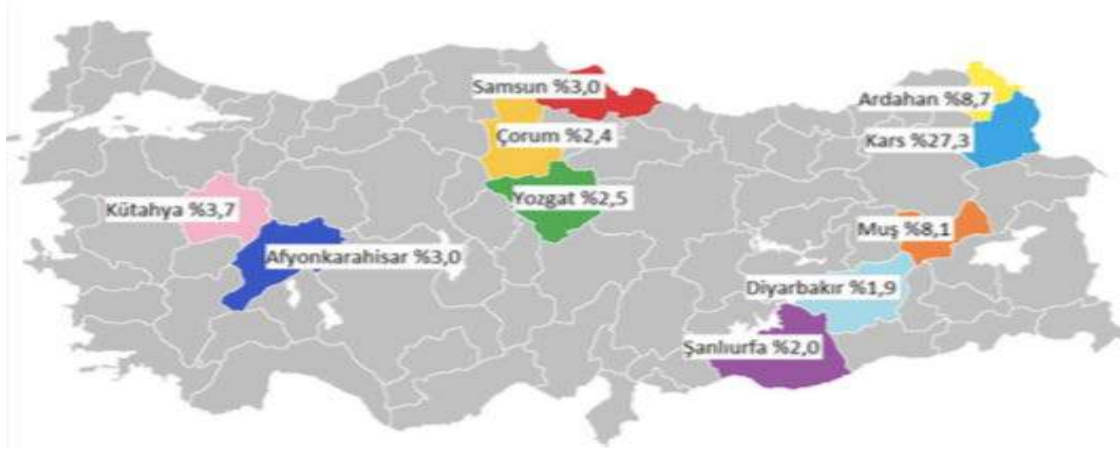 Samsun %3,0
Ardahan %8,7
Çorum %2,4
Kars %27,3
Yozgat %2,5
Kütahya %3,7
Muş %8,1
Afyonkarahisar %3,0
Diyarbakır %1,9
Şanlıurfa %2,0